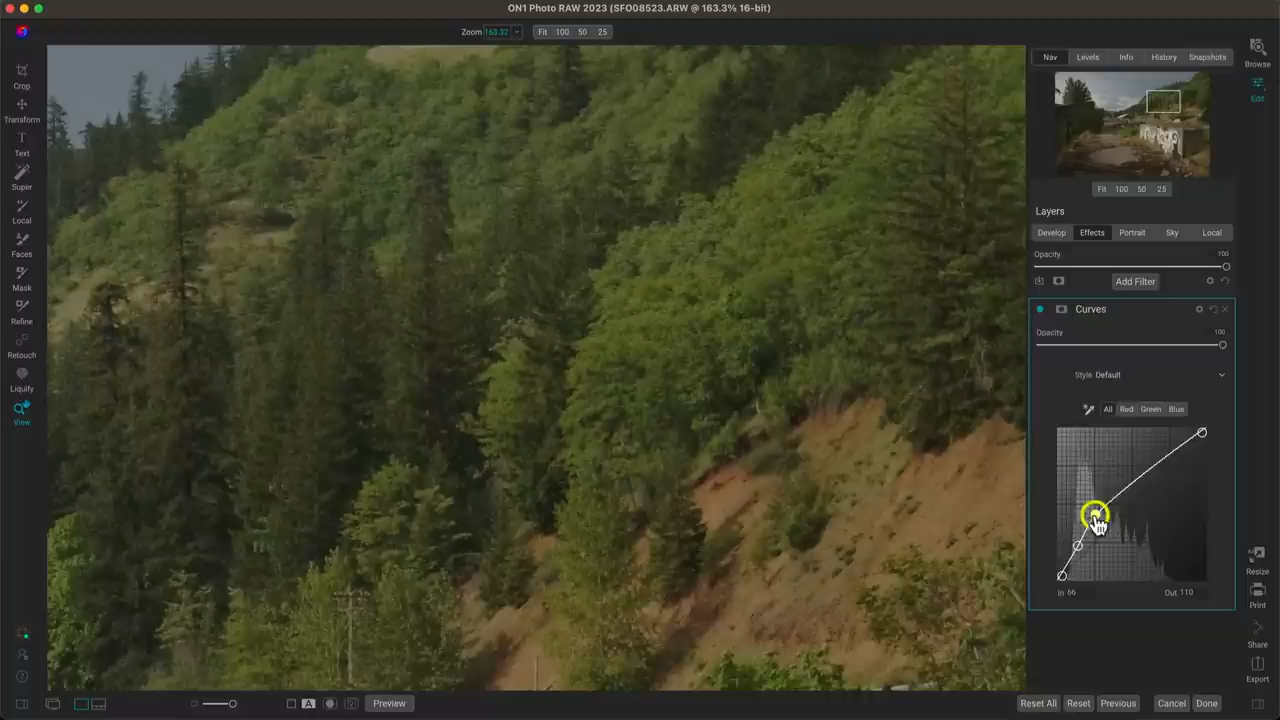 ON1 Photo RAW 2023 (SFO08523.ARW @ 163.3% 16-bit)
Zoom 163.32 Fit 100 50 25
Nav Levels Info History Snapshots
Browse
Edit
Crop
Transform
Text
Super
Local
Faces
Mask
Refine
Retouch
Liquify
View
Fit 100 50 25
Layers
Develop Effects Portrait Sky Local
Opacity 100
Add Filter
Curves
Opacity 100
Style Default
All Red Green Blue
In 66 Out 110
Resize
Print
Share
Export
A Preview
Reset All Reset Previous Cancel Done